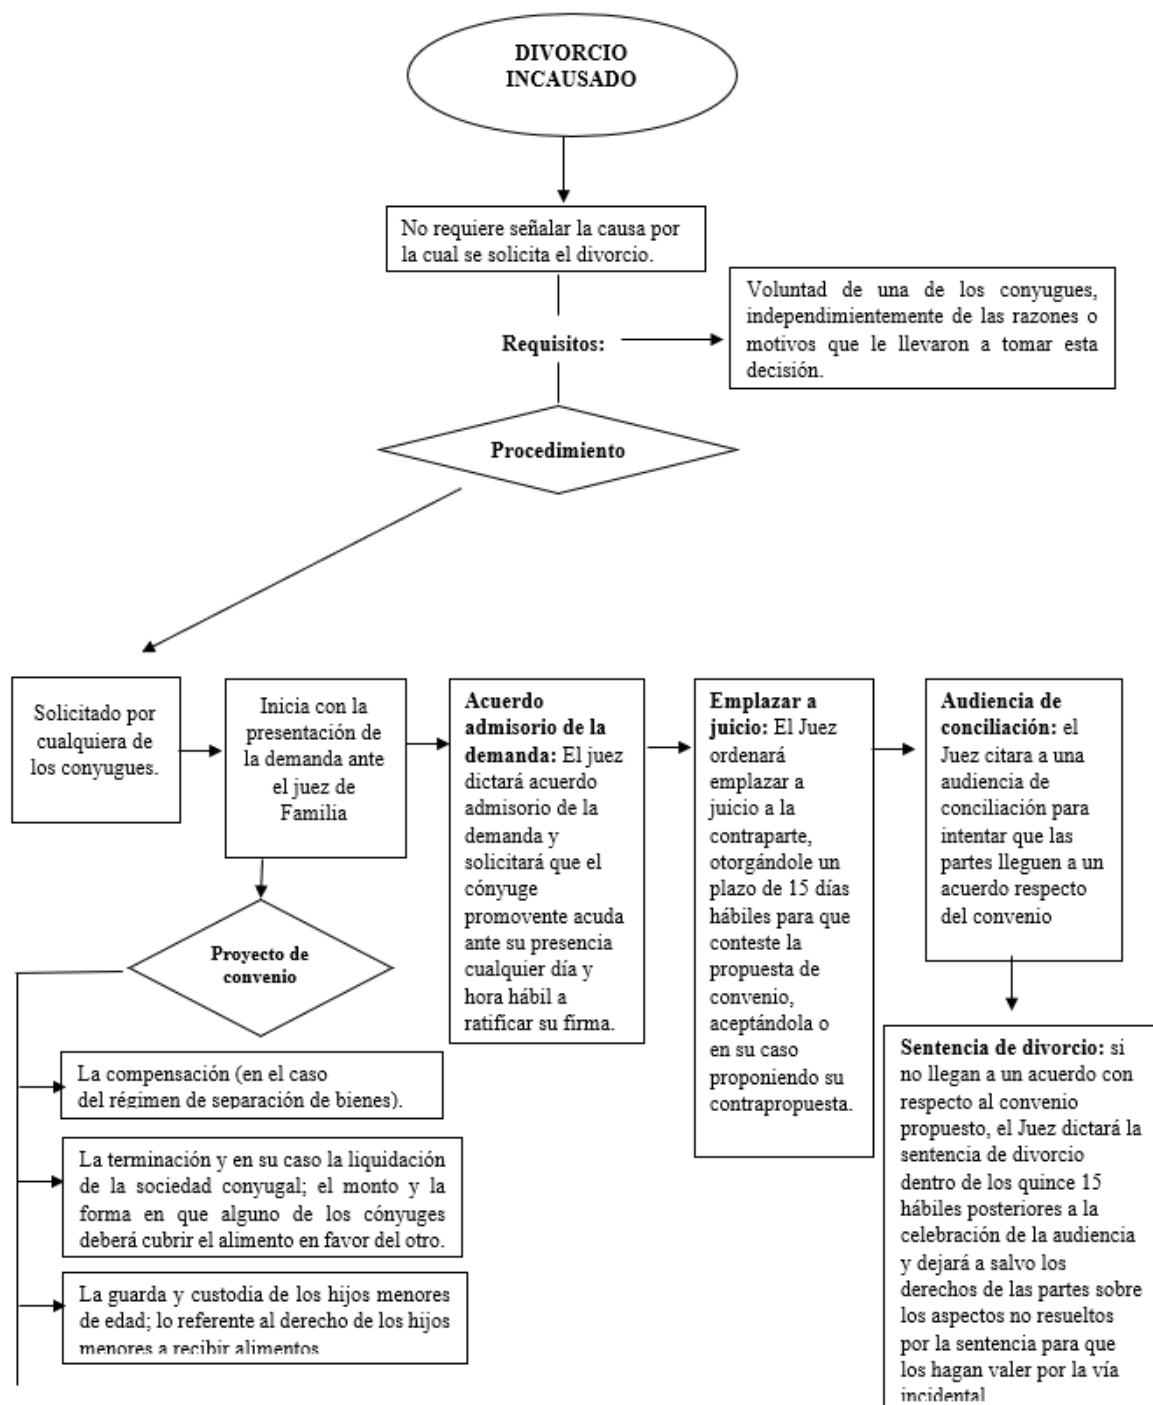 DIVORCIO
INCAUSADO
No requiere señalar la causa por
la cual se solicita el divorcio.
Requisitos:
Voluntad de una de los conyugues,
independimientemente de las razones o
motivos que le llevaron a tomar esta
decisión.
Procedimiento
Solicitado por
cualquiera de
los conyugues.
Inicia con la
presentación de
la demanda ante
el juez de
Familia
Acuerdo
admisorio de la
demanda: El juez
dictará acuerdo
admisorio de la
demanda y
solicitará que el
cónyuge
promovente acuda
ante su presencia
cualquier día y
hora hábil a
ratificar su firma.
Emplazar a
juicio: El Juez
ordenará
emplazar a
juicio a la
contraparte,
otorgándole un
plazo de 15 días
hábiles para que
conteste la
propuesta de
convenio,
aceptándola o
en su caso
proponiendo su
contrapropuesta.
Audiencia de
conciliación: el
Juez citara a una
audiencia de
conciliación para
intentar que las
partes lleguen a un
acuerdo respecto
del convenio
Sentencia de divorcio: si
no llegan a un acuerdo con
respecto al convenio
propuesto, el Juez dictará la
sentencia de divorcio
dentro de los quince 15
hábiles posteriores a la
celebración de la audiencia
y dejará a salvo los
derechos de las partes sobre
los aspectos no resueltos
por la sentencia para que
los hagan valer por la vía
incidental
Proyecto de
convenio
La compensación (en el caso
del régimen de separación de bienes).
La terminación y en su caso la liquidación
de la sociedad conyugal; el monto y la
forma en que alguno de los cónyuges
deberá cubrir el alimento en favor del otro.
La guarda y custodia de los hijos menores
de edad; lo referente al derecho de los hijos
menores a recibir alimentos